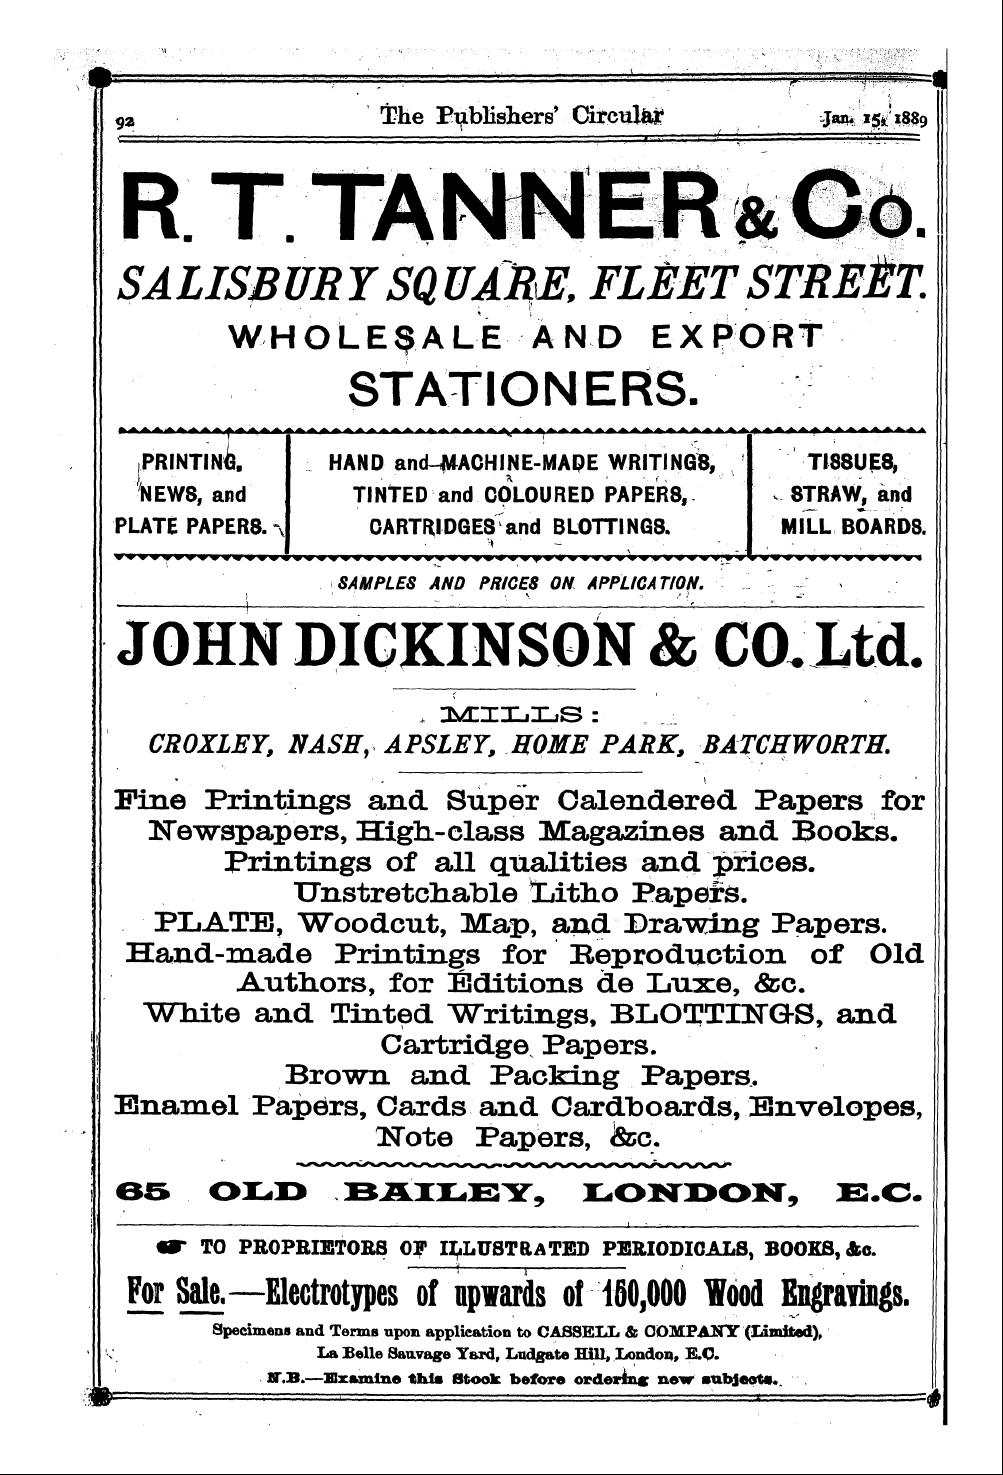 92
The Publishers' Circular
Jan. 15, 1889
R. T. TANNER & Co.
SALISBURY SQUARE, FLEET STREET.
WHOLESALE AND EXPORT
STATIONERS.
PRINTING,
NEWS, and
PLATE PAPERS.
HAND and MACHINE-MADE WRITINGS,
TINTED and COLOURED PAPERS,
CARTRIDGES and BLOTTINGS.
TISSUES,
STRAW, and
MILL BOARDS.
SAMPLES AND PRICES ON APPLICATION.
JOHN DICKINSON & CO. Ltd.
MILLS:
CROXLEY, NASH, APSLEY, HOME PARK, BATCHWORTH.
Fine Printings and Super Calendered Papers for
Newspapers, High-class Magazines and Books.
Printings of all qualities and prices.
Unstretchable Litho Papers.
PLATE, Woodcut, Map, and Drawing Papers.
Hand-made Printings for Reproduction of Old
Authors, for Editions de Luxe, &c.
White and Tinted Writings, BLOTTINGS, and
Cartridge Papers.
Brown and Packing Papers.
Enamel Papers, Cards and Cardboards, Envelopes,
Note Papers, &c.
65 OLD BAILEY, LONDON, E.C.
☛ TO PROPRIETORS OF ILLUSTRATED PERIODICALS, BOOKS, &c.
For Sale.—Electrotypes of upwards of 150,000 Wood Engravings.
Specimens and Terms upon application to CASSELL & COMPANY (Limited),
La Belle Sauvage Yard, Ludgate Hill, London, E.C.
N.B.—Examine this Stock before ordering new subjects.